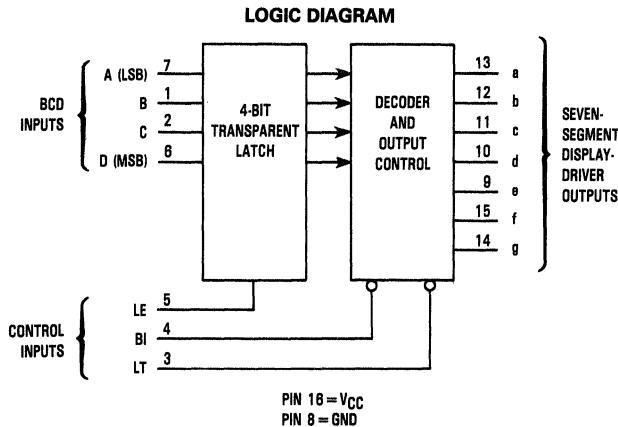 LOGIC DIAGRAM
BCD
INPUTS
A (LSB) 7
B 1
C 2
D (MSB) 6
4-BIT
TRANSPARENT
LATCH
DECODER
AND
OUTPUT
CONTROL
13 a
12 b
11 c
10 d
9 e
15 f
14 g
SEVEN-
SEGMENT
DISPLAY-
DRIVER
OUTPUTS
CONTROL
INPUTS
LE 5
BI 4
LT 3
PIN 16=VCC
PIN 8=GND